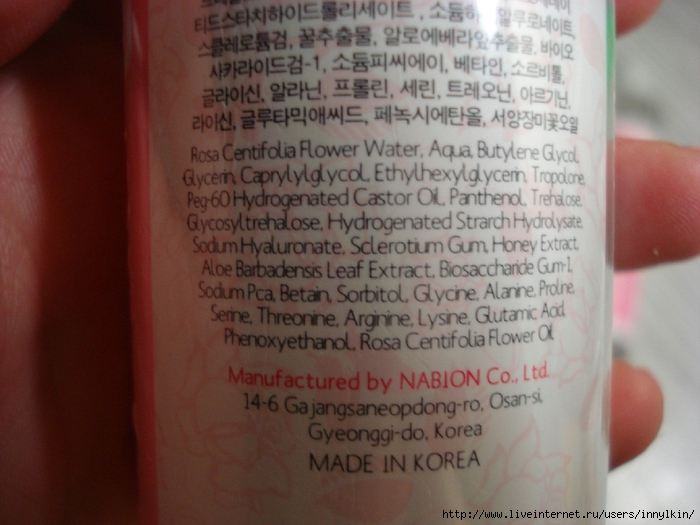 티드스타치하이드롤리세이트, 소듐하 알루로네이트,
스클레로튬검, 꿀추출물, 알로에베라잎추출물, 바이오
사카라이드검-1, 소듐피씨에이, 베타인, 소르비톨,
글라이신, 알라닌, 프롤린, 세린, 트레오닌, 아르기닌,
라이신, 글루타믹애씨드, 페녹시에탄올, 서양장미꽃오일
Rosa Centifolia Flower Water, Aqua, Butylene Glycol,
Glycerin, Caprylylglycol, Ethylhexylglycerin, Tropolone,
Peg-60 Hydrogenated Castor Oil, Panthenol, Trehalose,
Glycosyltrehalose, Hydrogenated Strarch Hydrolysate,
Sodium Hyaluronate, Sclerotium Gum, Honey Extract,
Aloe Barbadensis Leaf Extract, Biosaccharide Gum-1,
Sodium Pca, Betain, Sorbitol, Glycine, Alanine, Proline,
Serine, Threonine, Arginine, Lysine, Glutamic Acid,
Phenoxyethanol, Rosa Centifolia Flower Oil
Manufactured by NABION Co., Ltd.
14-6 Gajangsaneopdong-ro, Osan-si,
Gyeonggi-do, Korea
MADE IN KOREA
http://www.liveinternet.ru/users/innylkin/